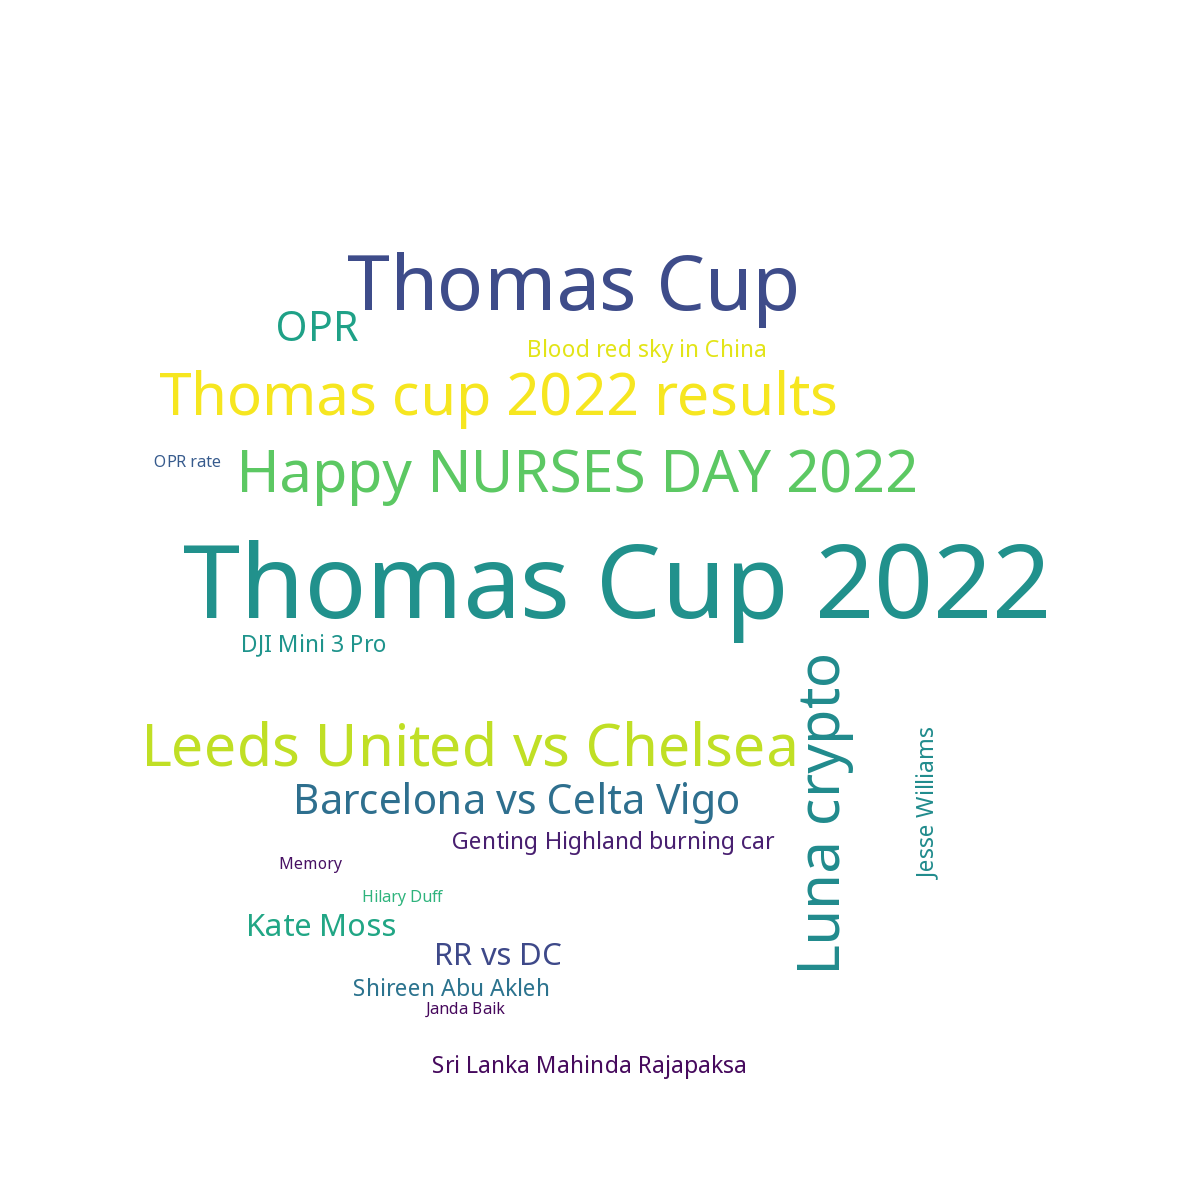 Thomas Cup
OPR
Blood red sky in China
Thomas cup 2022 results
OPR rate
Happy NURSES DAY 2022
Thomas Cup 2022
DJI Mini 3 Pro
Luna crypto
Leeds United vs Chelsea
Jesse Williams
Barcelona vs Celta Vigo
Genting Highland burning car
Memory
Hilary Duff
Kate Moss
RR vs DC
Shireen Abu Akleh
Janda Baik
Sri Lanka Mahinda Rajapaksa